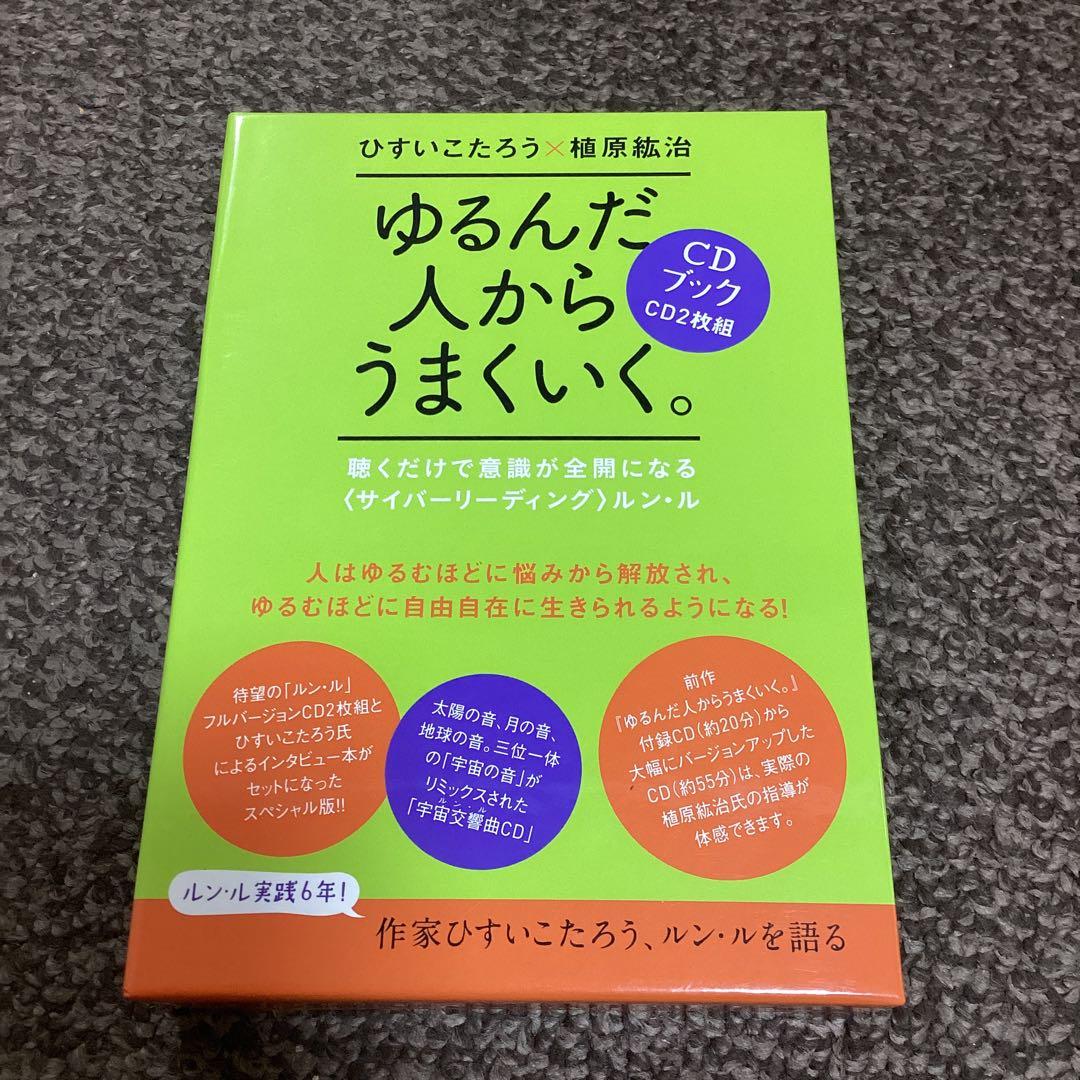 ひすいこたろう×植原紘治
ゆるんだ
人から
うまくいく。
CD
ブック
CD2枚組
聴くだけで意識が全開になる
〈サイバーリーディング〉ルン・ル
人はゆるむほどに悩みから解放され、
ゆるむほどに自由自在に生きられるようになる!
待望の「ルン・ル」
フルバージョンCD2枚組と
ひすいこたろう氏
によるインタビュー本が
セットになった
スペシャル版!!
太陽の音、月の音、
地球の音。三位一体
の「宇宙の音」が
リミックスされた
ルン・ル
「宇宙交響曲CD」
前作
『ゆるんだ人からうまくいく。』
付録CD(約20分)から
大幅にバージョンアップした
CD(約55分)は、実際の
植原紘治氏の指導が
体感できます。
ルン・ル実践6年!
作家ひすいこたろう、ルン・ルを語る